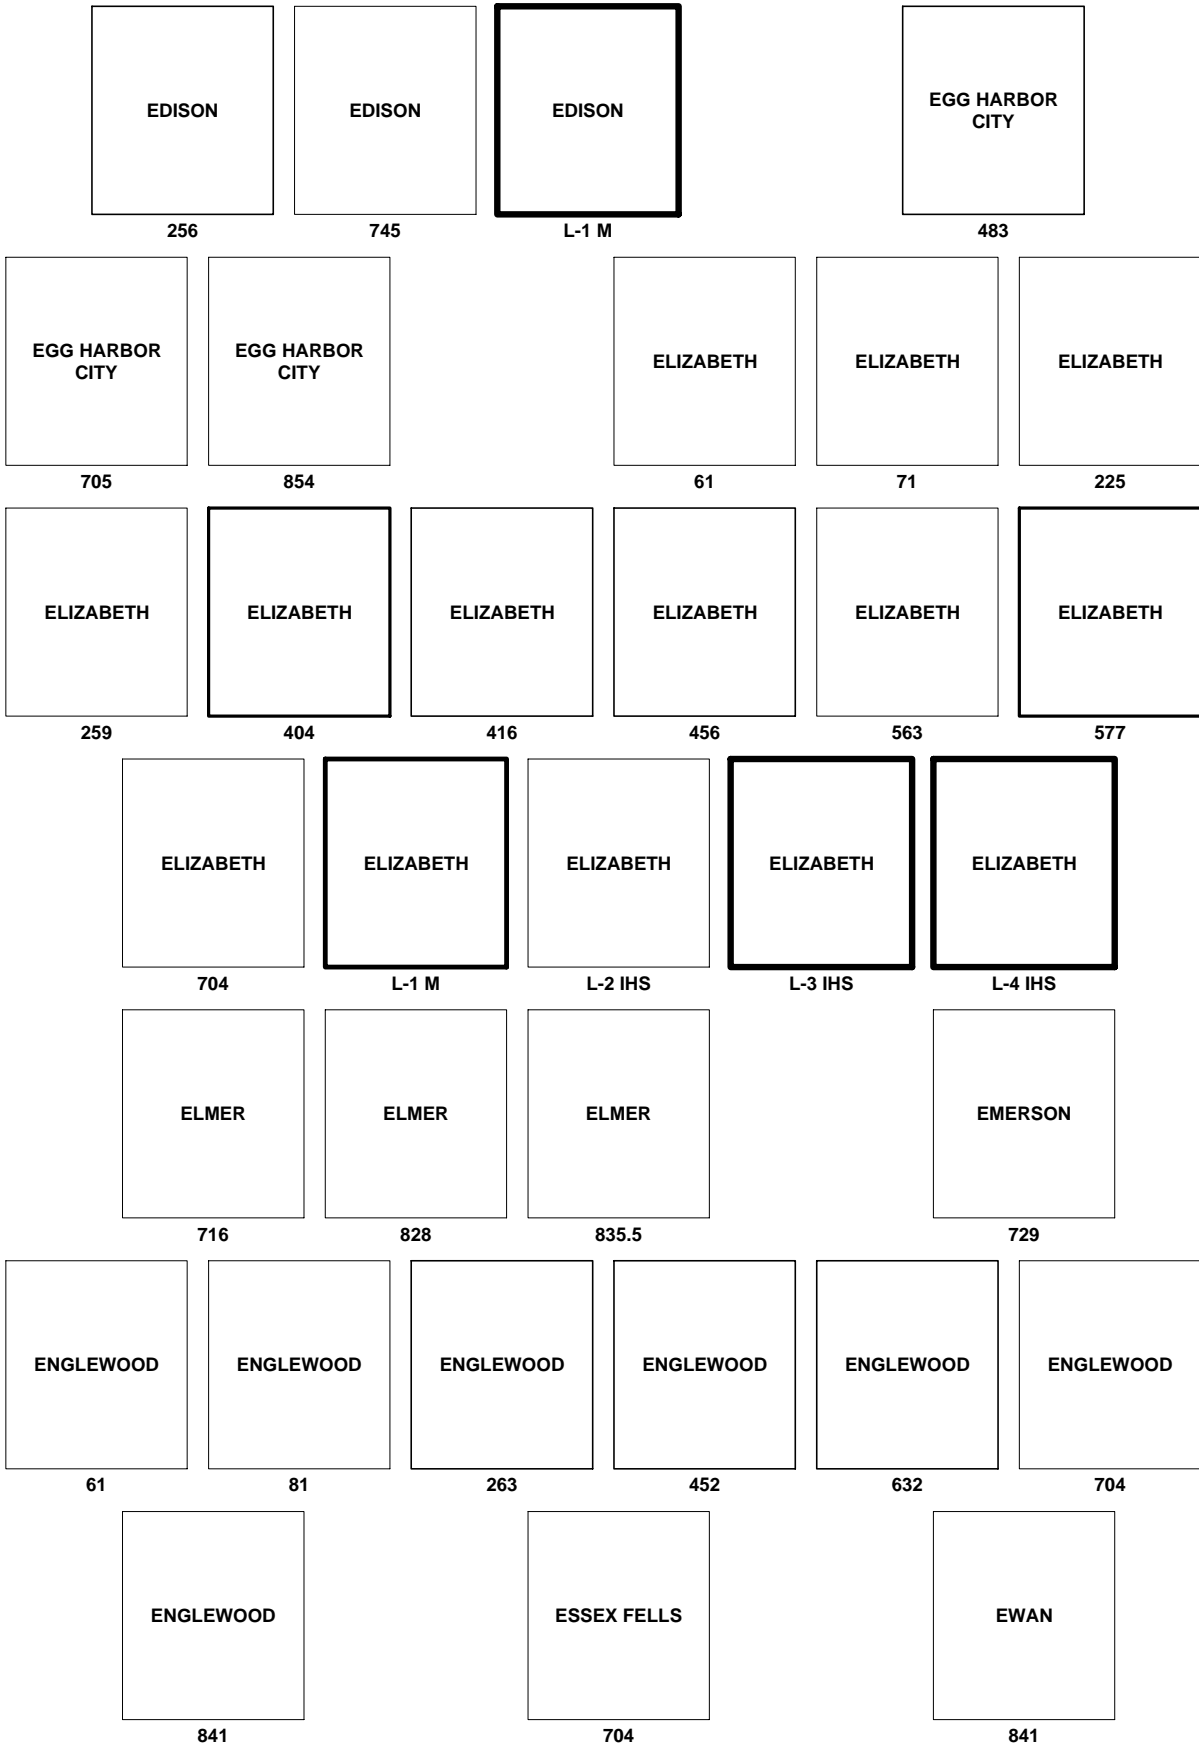 EDISON
EDISON
EDISON
EGG HARBOR
CITY
256
745
L-1 M
483
EGG HARBOR
CITY
EGG HARBOR
CITY
ELIZABETH
ELIZABETH
ELIZABETH
705
854
61
71
225
ELIZABETH
ELIZABETH
ELIZABETH
ELIZABETH
ELIZABETH
ELIZABETH
259
404
416
456
563
577
ELIZABETH
ELIZABETH
ELIZABETH
ELIZABETH
ELIZABETH
704
L-1 M
L-2 IHS
L-3 IHS
L-4 IHS
ELMER
ELMER
ELMER
EMERSON
716
828
835.5
729
ENGLEWOOD
ENGLEWOOD
ENGLEWOOD
ENGLEWOOD
ENGLEWOOD
ENGLEWOOD
61
81
263
452
632
704
ENGLEWOOD
ESSEX FELLS
EWAN
841
704
841